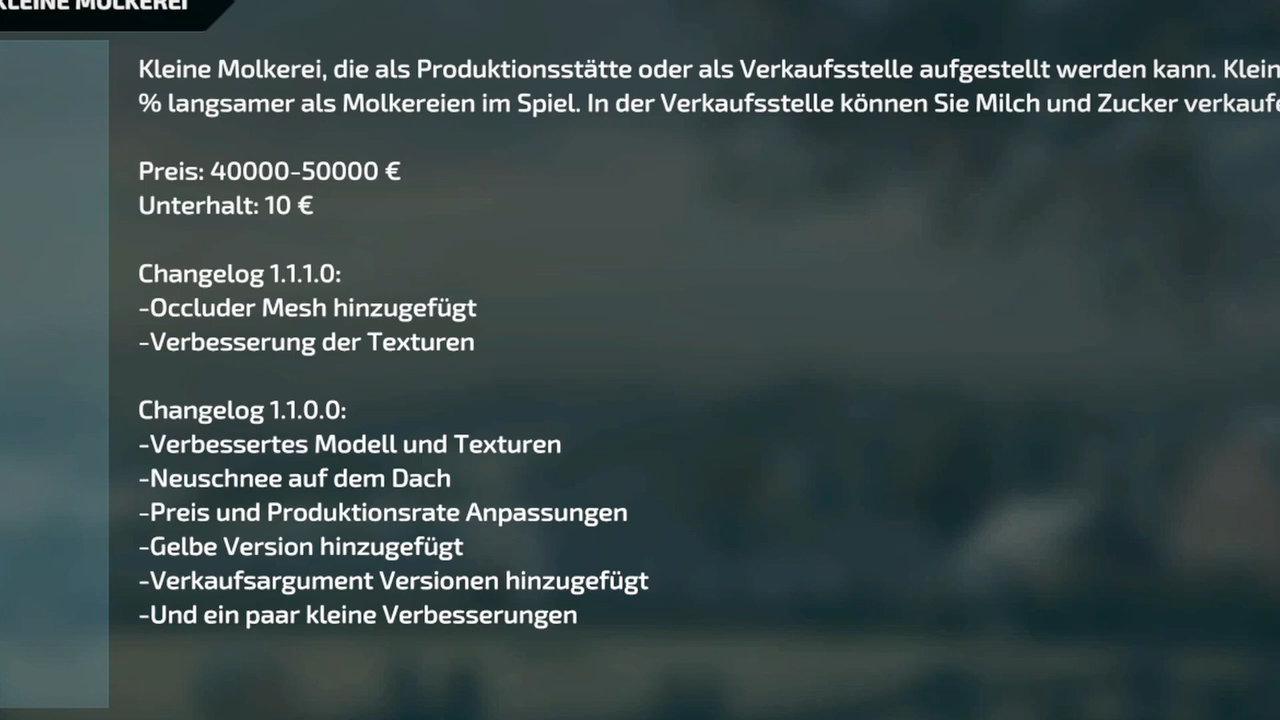 KLEINE MOLKEREI
Kleine Molkerei, die als Produktionsstätte oder als Verkaufsstelle aufgestellt werden kann. Klein
% langsamer als Molkereien im Spiel. In der Verkaufsstelle können Sie Milch und Zucker verkaufe
Preis: 40000-50000 €
Unterhalt: 10 €
Changelog 1.1.1.0:
-Occluder Mesh hinzugefügt
-Verbesserung der Texturen
Changelog 1.1.0.0:
-Verbessertes Modell und Texturen
-Neuschnee auf dem Dach
-Preis und Produktionsrate Anpassungen
-Gelbe Version hinzugefügt
-Verkaufsargument Versionen hinzugefügt
-Und ein paar kleine Verbesserungen